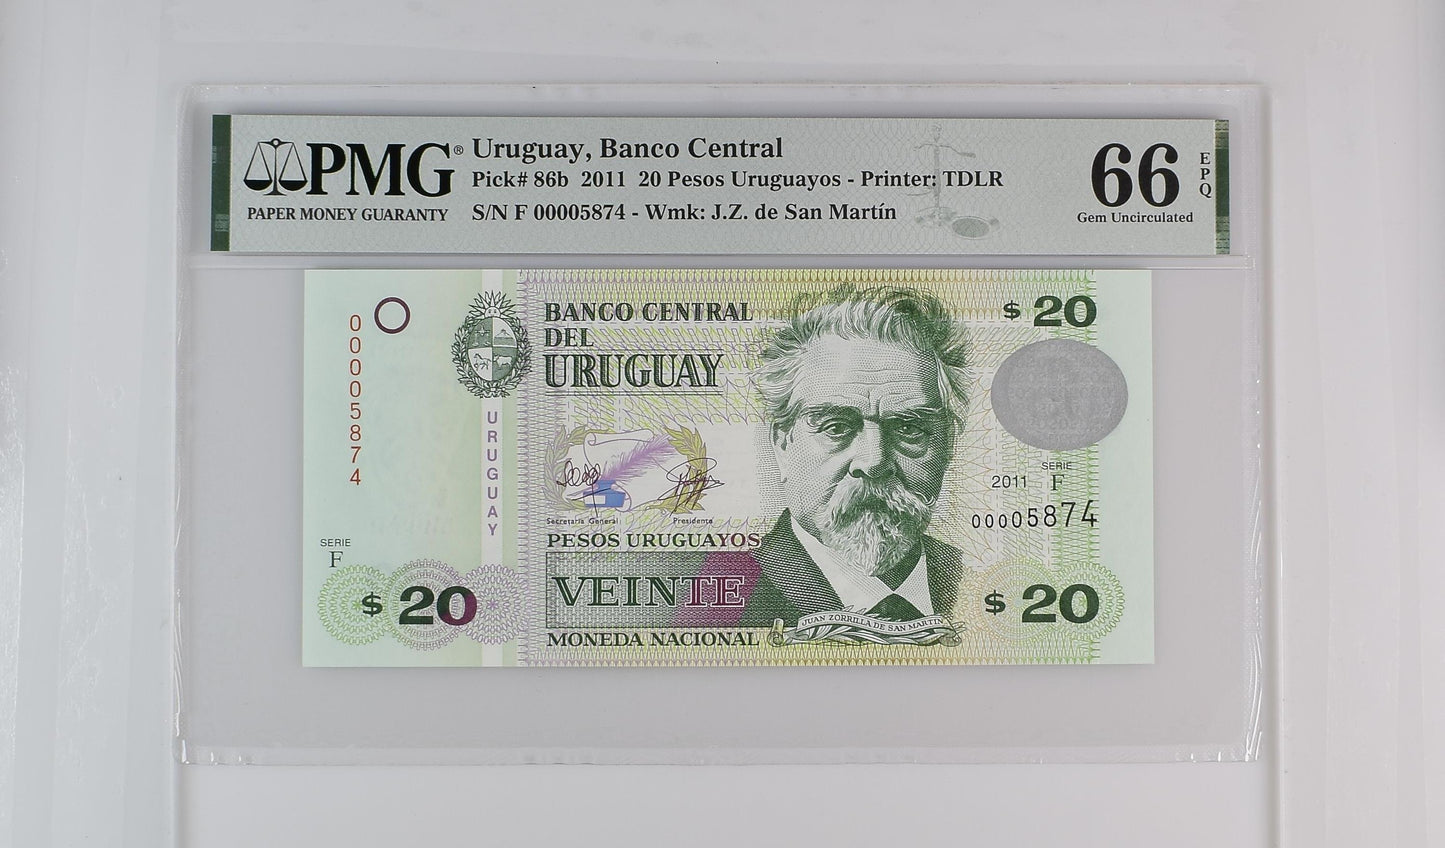 PMG®
PAPER MONEY GUARANTY
Uruguay, Banco Central
Pick# 86b 2011 20 Pesos Uruguayos - Printer: TDLR
S/N F 00005874 - Wmk: J.Z. de San Martín
66
EPQ
Gem Uncirculated
00005874
BANCO CENTRAL
DEL
URUGUAY
$ 20
URUGUAY
SERIE
2011 F
00005874
Secretario General
Presidente
PESOS URUGUAYOS
SERIE
F
$ 20
VEINTE
MONEDA NACIONAL
JUAN ZORRILLA DE SAN MARTIN
$ 20